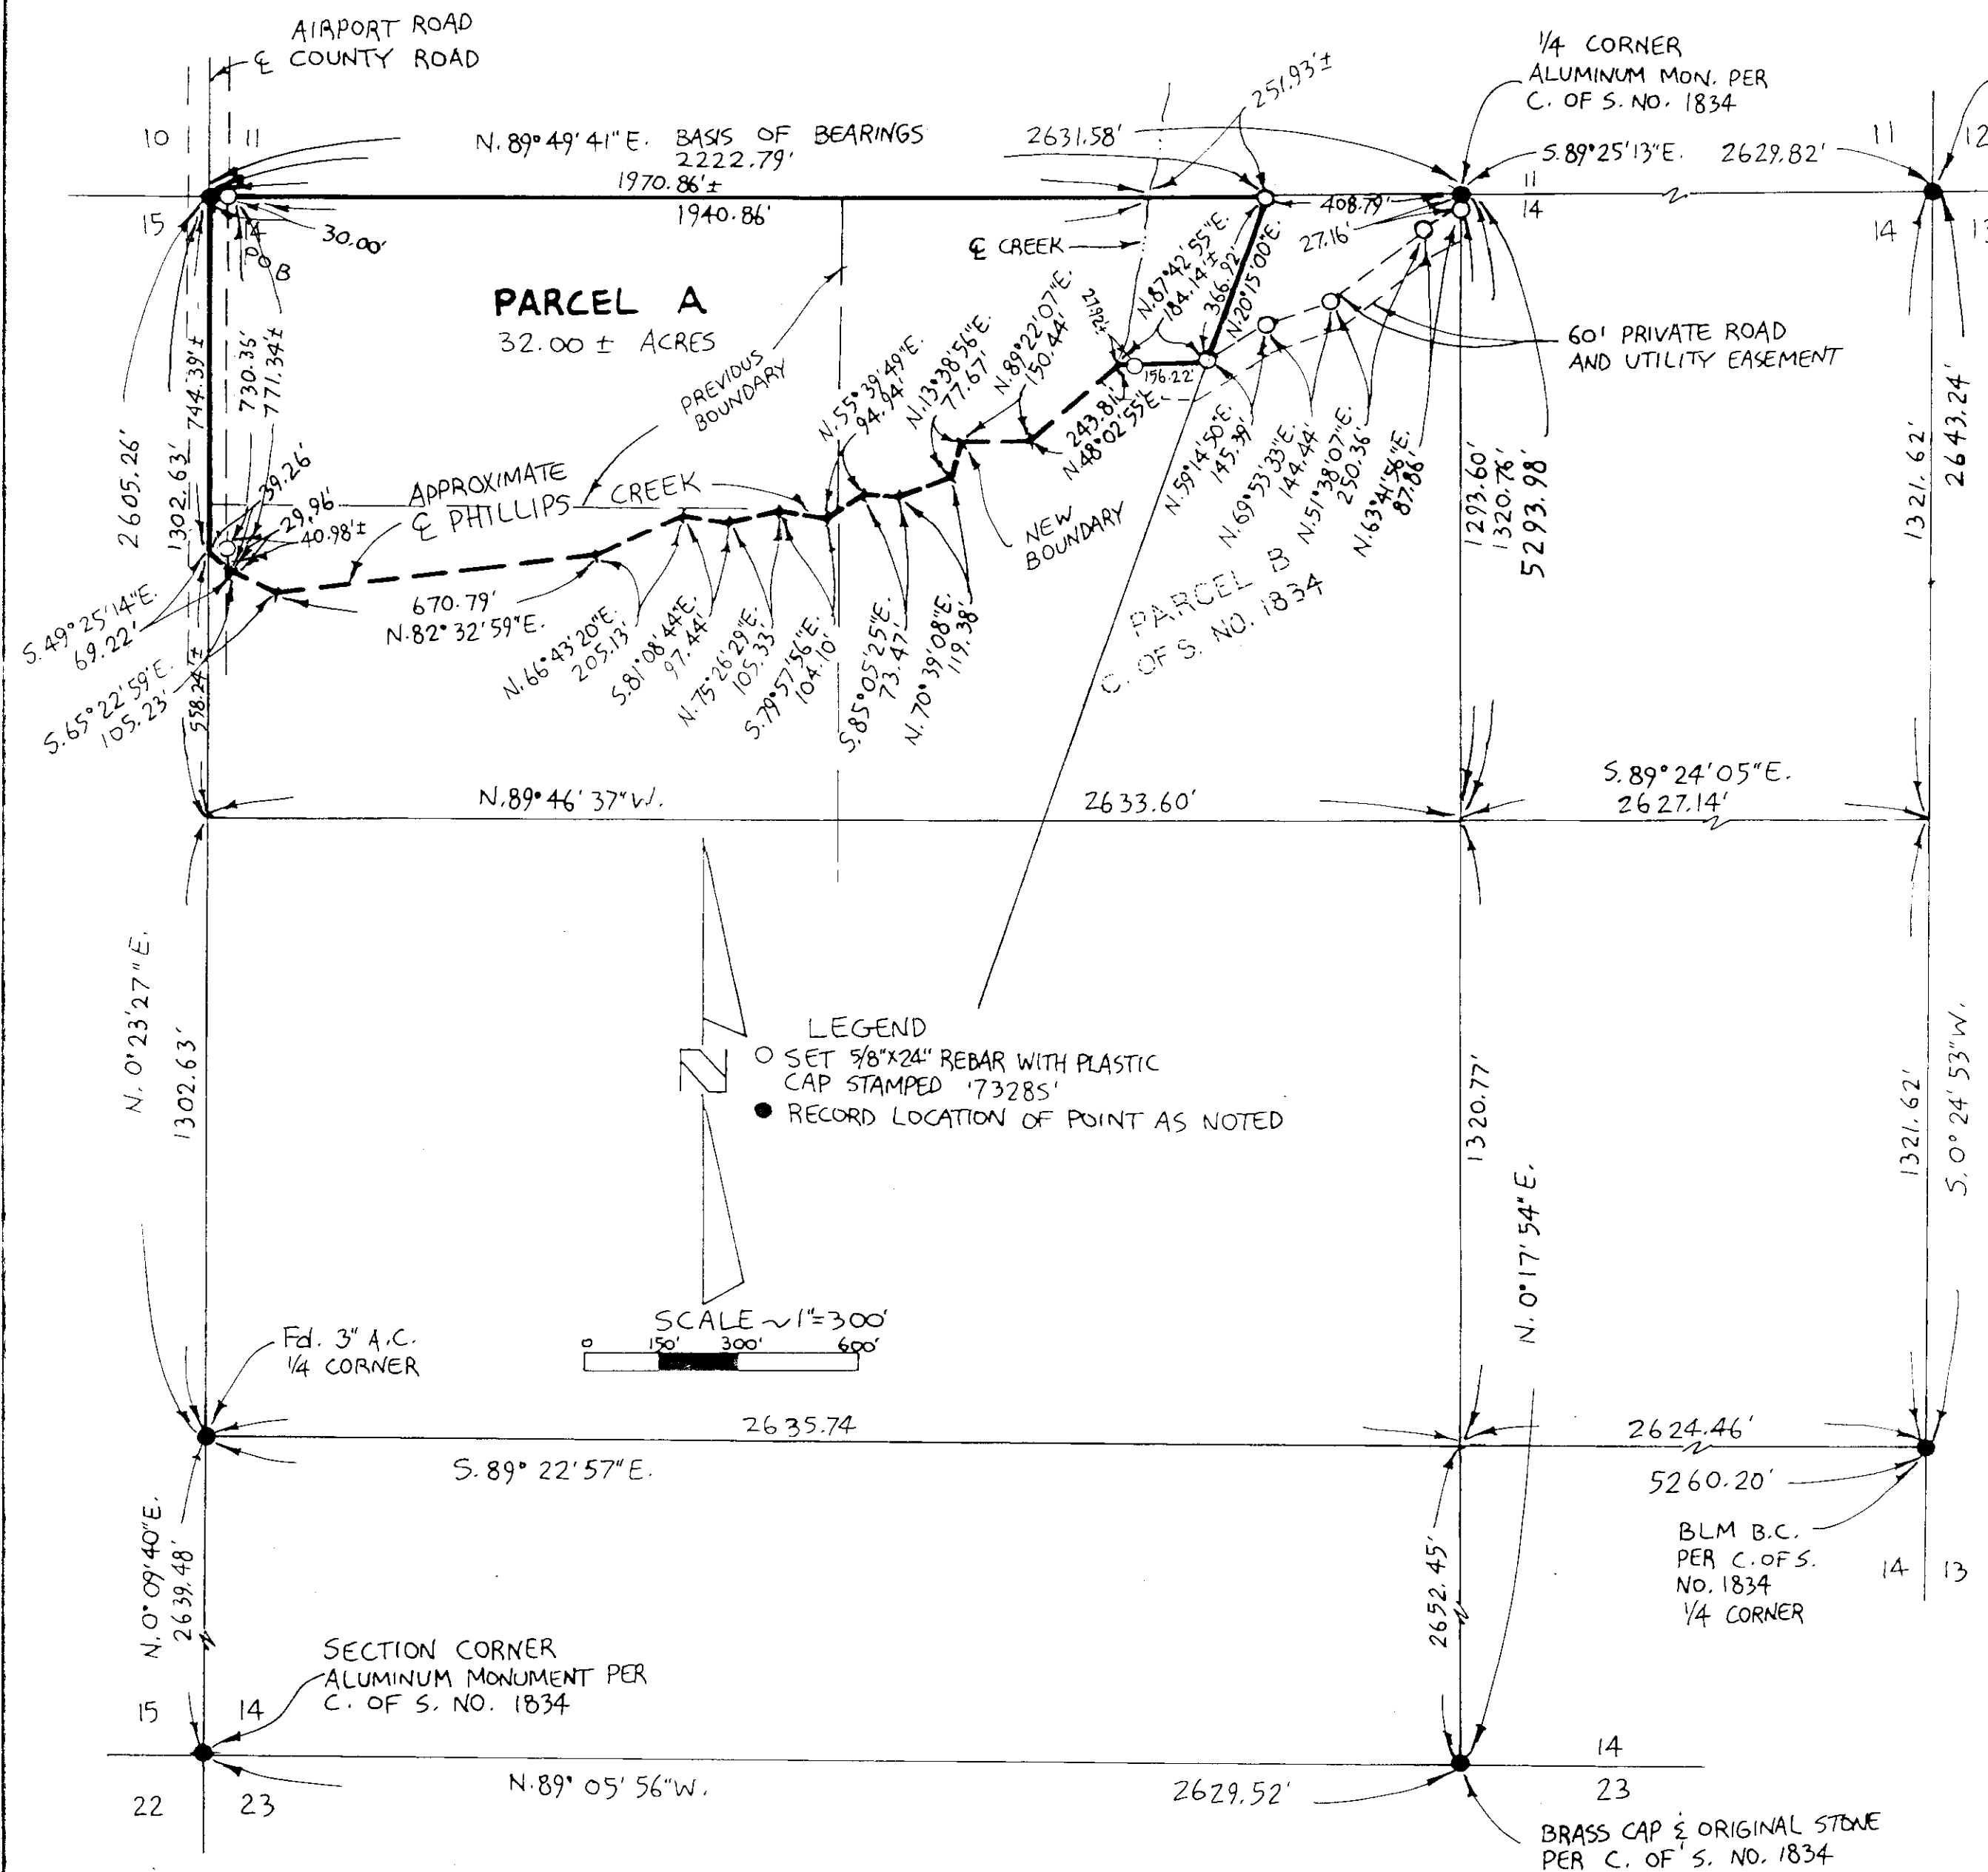 AIRPORT ROAD
℄ COUNTY ROAD
1/4 CORNER
ALUMINUM MON. PER
C. OF S. NO. 1834
10
11
N.89°49'41"E. BASIS OF BEARINGS
2222.79'
2631.58'
251.93'±
S.89°25'13"E. 2629.82'
11
12
1970.86'±
1940.86'
408.79'
11
14
15
14
30.00'
POB
27.16'
14
13
℄ CREEK
PARCEL A
32.00 ± ACRES
PREVIOUS
BOUNDARY
N.87°42'55"E.
184.14'±
366.92'
N.20°15'00"E.
27.92'±
156.22'
60' PRIVATE ROAD
AND UTILITY EASEMENT
2605.26'
1302.63'
744.39'±
730.36'
771.34'±
39.26'
29.96'
40.98'±
APPROXIMATE
℄ PHILLIPS CREEK
N.55°39'49"E.
94.94'
N.13°38'56"E.
77.67'
N.89°22'07"E.
150.44'
243.81'
N.48°02'55"E.
NEW
BOUNDARY
N.59°14'50"E.
145.39'
N.69°53'33"E.
144.44'
N.51°38'07"E.
250.36'
N.63°41'56"E.
87.86'
1293.60'
1320.76'
5293.98'
1321.62'
2643.24'
PARCEL B
C. OF S. NO. 1834
S.49°25'14"E.
69.22'
S.65°22'59"E.
105.23'
558.24'±
670.79'
N.82°32'59"E.
N.66°43'20"E.
205.13'
S.81°08'44"E.
97.44'
N.75°26'29"E.
105.33'
S.79°57'56"E.
104.10'
S.85°05'25"E.
73.47'
N.70°39'08"E.
119.38'
N.89°46'37"W.
2633.60'
S.89°24'05"E.
2627.14'
N.0°23'27"E.
1302.63'
N
LEGEND
SET 5/8"X24" REBAR WITH PLASTIC
CAP STAMPED '7328S'
RECORD LOCATION OF POINT AS NOTED
1320.77'
N.0°17'54"E.
1321.62'
S.0°24'53"W.
SCALE ~ 1"=300'
0 150' 300' 600'
Fd. 3" A.C.
1/4 CORNER
2635.74
S.89°22'57"E.
2624.46'
5260.20'
BLM B.C.
PER C. OF S.
NO. 1834
1/4 CORNER
14
13
N.0°09'40"E.
2639.48'
2652.45'
SECTION CORNER
ALUMINUM MONUMENT PER
C. OF S. NO. 1834
15
14
22
23
N.89°05'56"W.
2629.52'
14
23
BRASS CAP & ORIGINAL STONE
PER C. OF S. NO. 1834